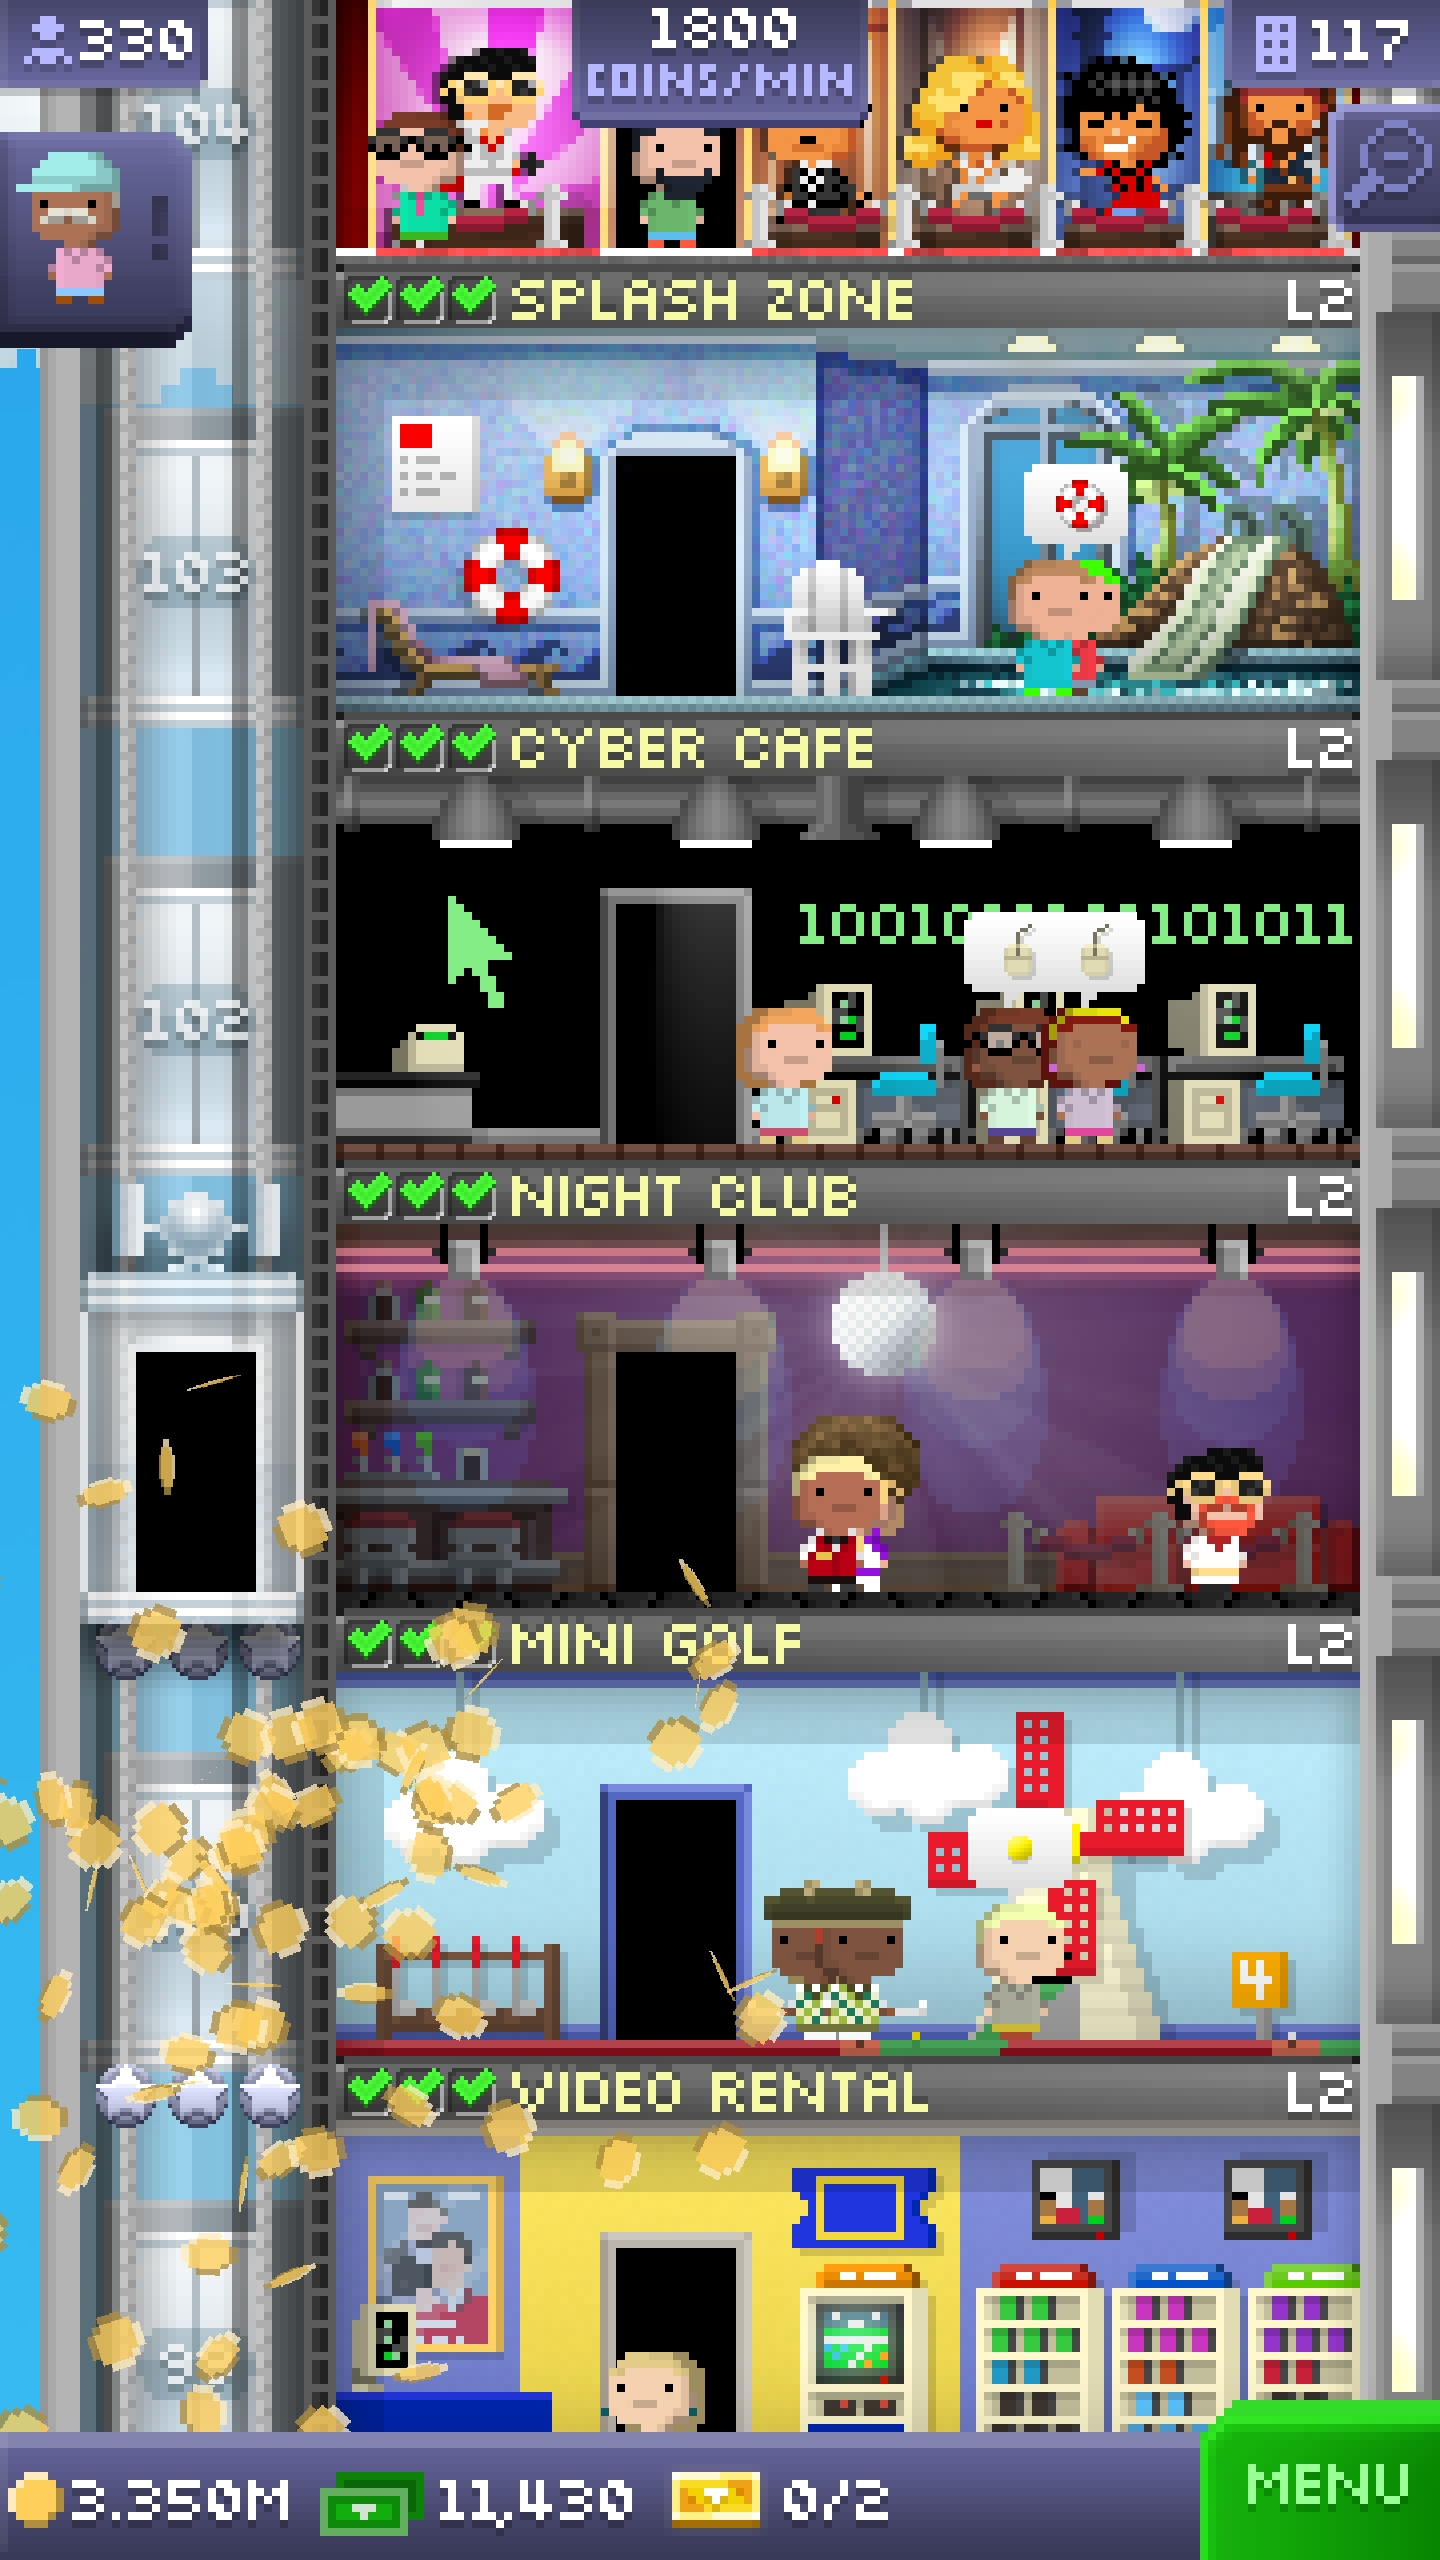 330
1800
COINS/MIN
117
104
SPLASH ZONE L2
103
CYBER CAFE L2
10010
101011
102
NIGHT CLUB L2
MINI GOLF L2
4
VIDEO RENTAL L2
3.350M 11,430 0/2
MENU